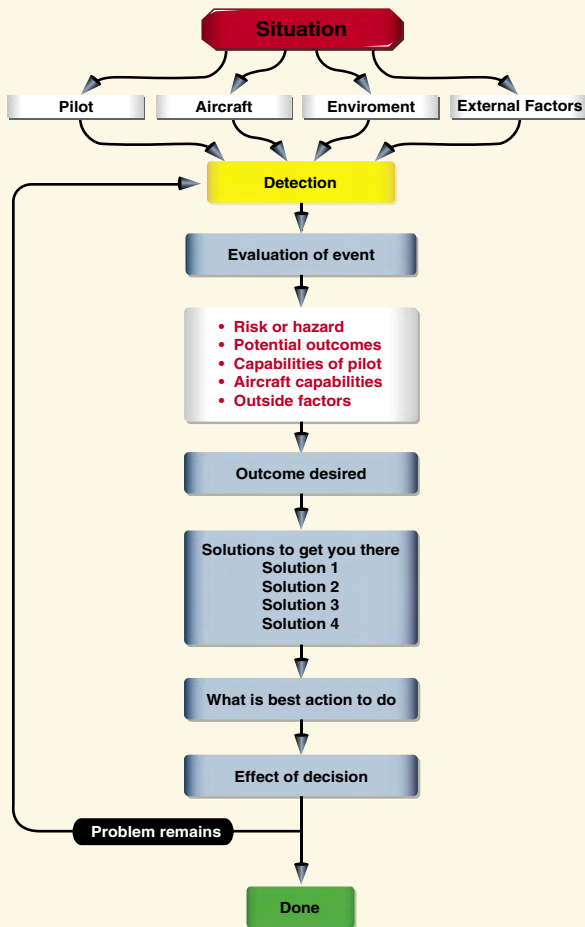 Situation
Pilot
Aircraft
Enviroment
External Factors
Detection
Evaluation of event
• Risk or hazard
• Potential outcomes
• Capabilities of pilot
• Aircraft capabilities
• Outside factors
Outcome desired
Solutions to get you there
Solution 1
Solution 2
Solution 3
Solution 4
What is best action to do
Effect of decision
Problem remains
Done